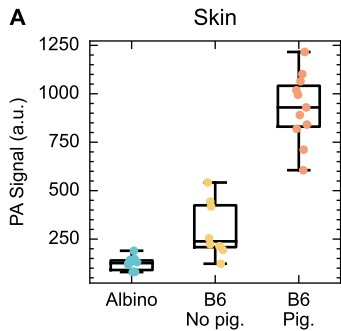 A
Skin
PA Signal (a.u.)
1250
1000
750
500
250
Albino
B6
No pig.
B6
Pig.